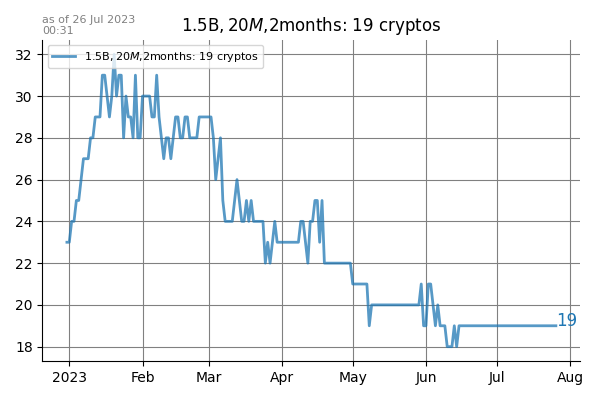 as of 26 Jul 2023
00:31
1.5B, 20M,2months: 19 cryptos
1.5B, 20M,2months: 19 cryptos
32
30
28
26
24
22
20
18
19
2023 Feb Mar Apr May Jun Jul Aug